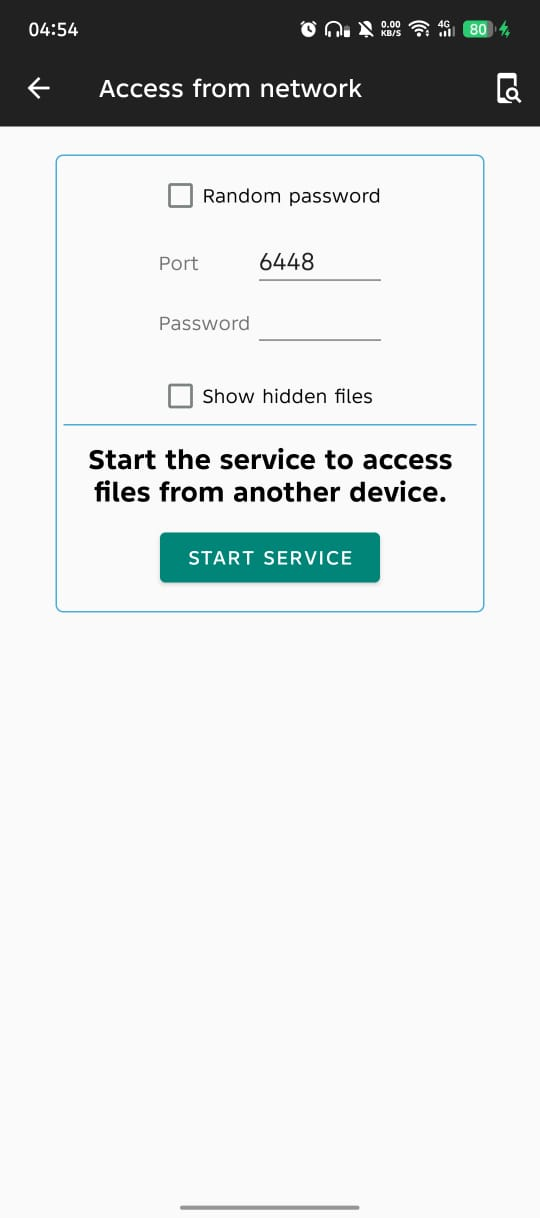 04:54
0.00
KB/S
4G
80
Access from network
Random password
Port 6448
Password
Show hidden files
Start the service to access
files from another device.
START SERVICE